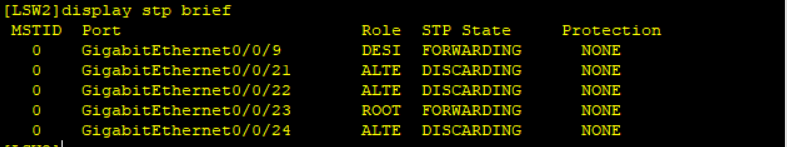 [LSW2]display stp brief
MSTID Port Role STP State Protection
0 GigabitEthernet0/0/9 DESI FORWARDING NONE
0 GigabitEthernet0/0/21 ALTE DISCARDING NONE
0 GigabitEthernet0/0/22 ALTE DISCARDING NONE
0 GigabitEthernet0/0/23 ROOT FORWARDING NONE
0 GigabitEthernet0/0/24 ALTE DISCARDING NONE